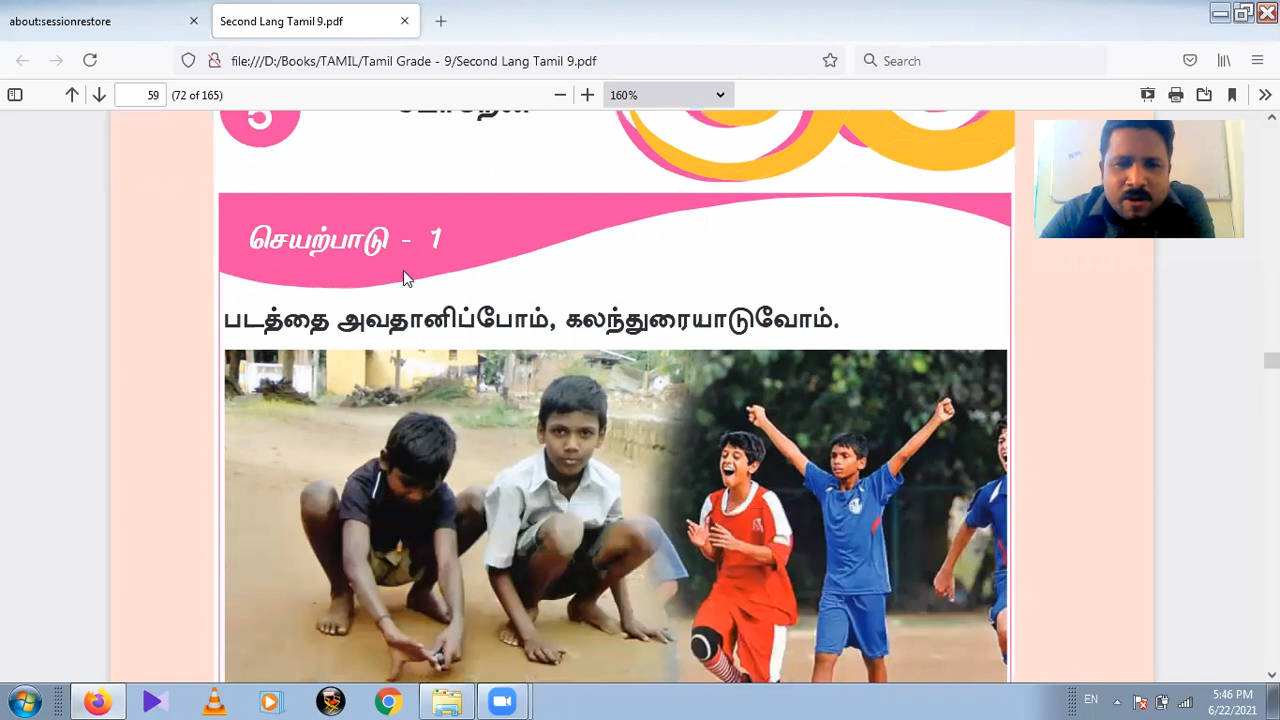 about:sessionrestore
Second Lang Tamil 9.pdf
file:///D:/Books/TAMIL/Tamil Grade - 9/Second Lang Tamil 9.pdf
Search
59 (72 of 165)
160%
5
செயற்பாடு - 1
படத்தை அவதானிப்போம், கலந்துரையாடுவோம்.
EN
5:46 PM
6/22/2021